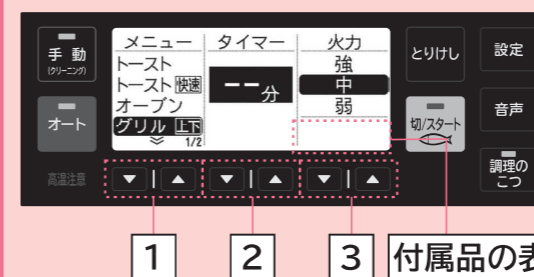 手動
(クリーニング)
オート
高温注意
メニュー
トースト
トースト 快速
オーブン
グリル 上下
1/2
タイマー
--分
火力
強
中
弱
とりけし
切/スタート
設定
音声
調理の
こつ
▼ | ▲
▼ | ▲
▼ | ▲
1
2
3
付属品の表